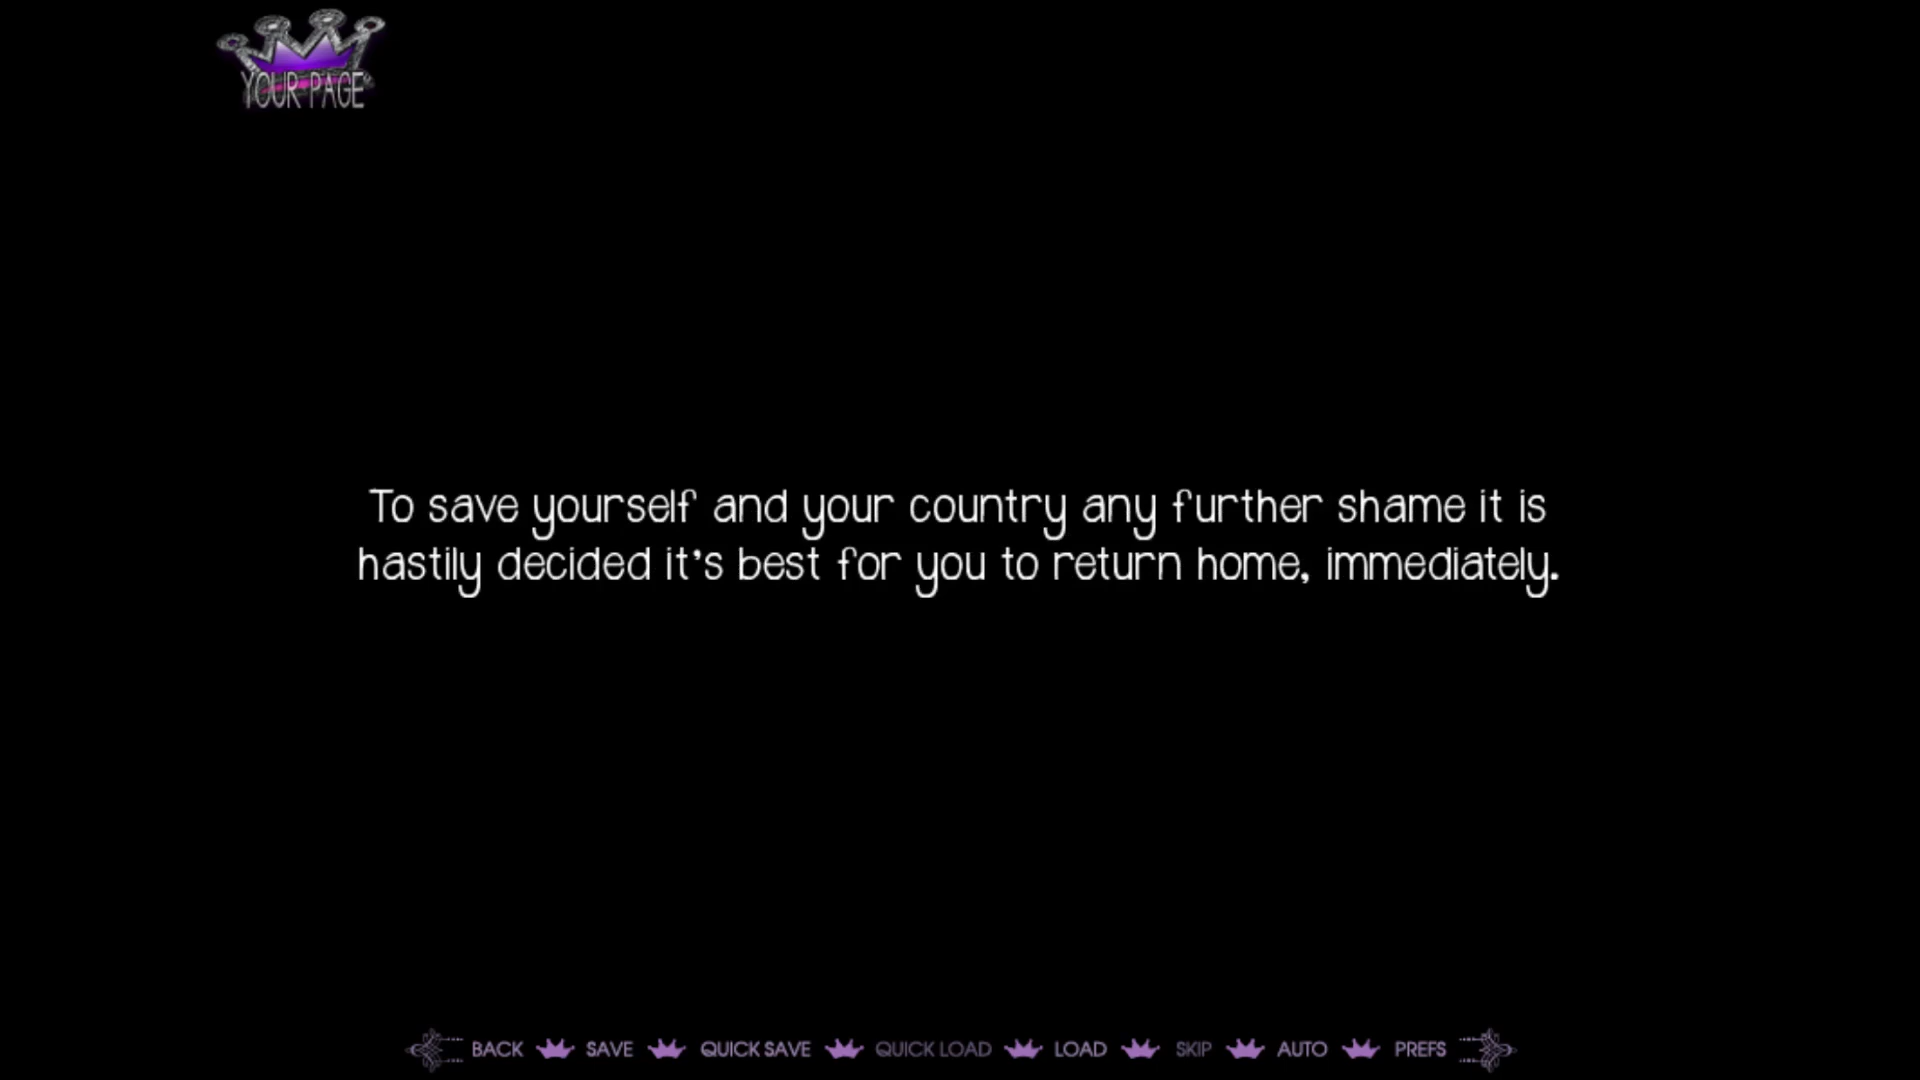 YOUR PAGE
To save yourself and your country any further shame it is
hastily decided it's best for you to return home, immediately.
BACK SAVE QUICK SAVE QUICK LOAD LOAD SKIP AUTO PREFS